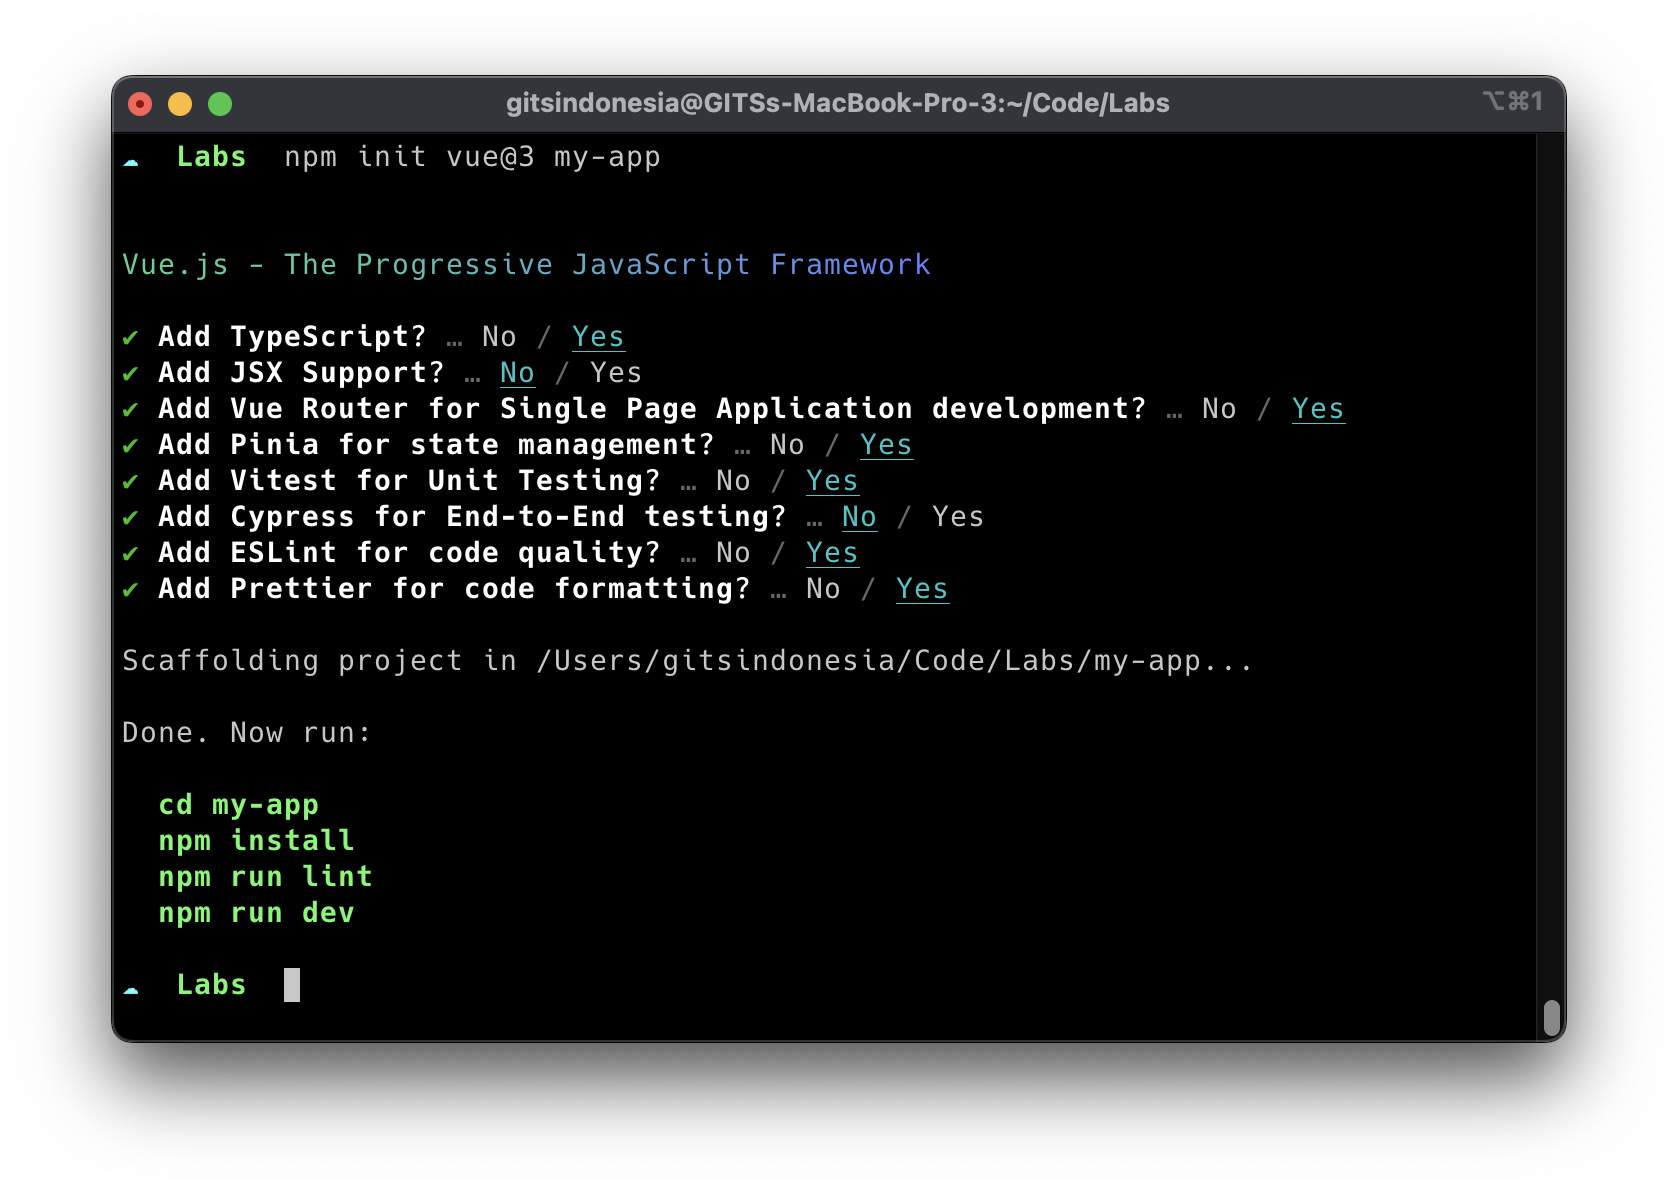 gitsindonesia@GITSs-MacBook-Pro-3:~/Code/Labs ⌥⌘1
☁ Labs npm init vue@3 my-app
Vue.js - The Progressive JavaScript Framework
✔ Add TypeScript? … No / Yes
✔ Add JSX Support? … No / Yes
✔ Add Vue Router for Single Page Application development? … No / Yes
✔ Add Pinia for state management? … No / Yes
✔ Add Vitest for Unit Testing? … No / Yes
✔ Add Cypress for End-to-End testing? … No / Yes
✔ Add ESLint for code quality? … No / Yes
✔ Add Prettier for code formatting? … No / Yes
Scaffolding project in /Users/gitsindonesia/Code/Labs/my-app...
Done. Now run:
cd my-app
npm install
npm run lint
npm run dev
☁ Labs